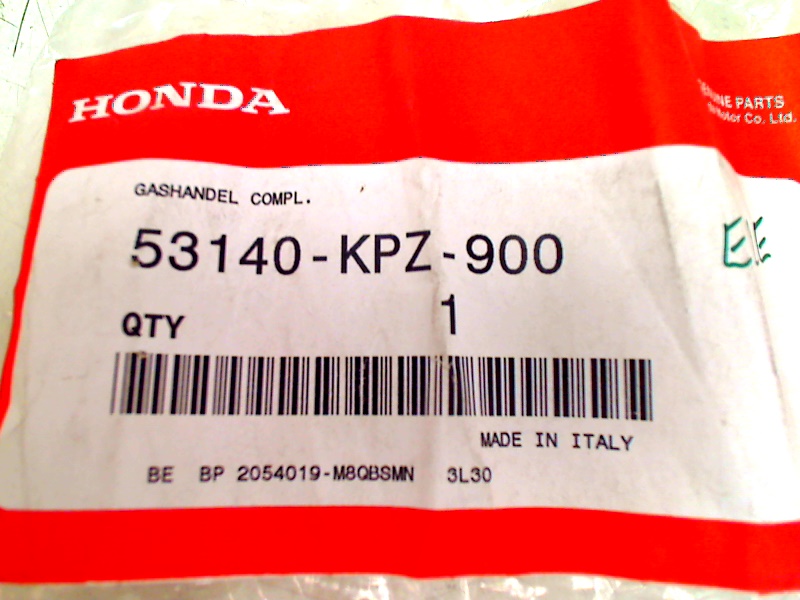 HONDA
PARTS
Motor Co., Ltd.
GASHANDEL COMPL.
53140-KPZ-900
EE
QTY 1
MADE IN ITALY
BE BP 2054019-M8QBSMN 3L30